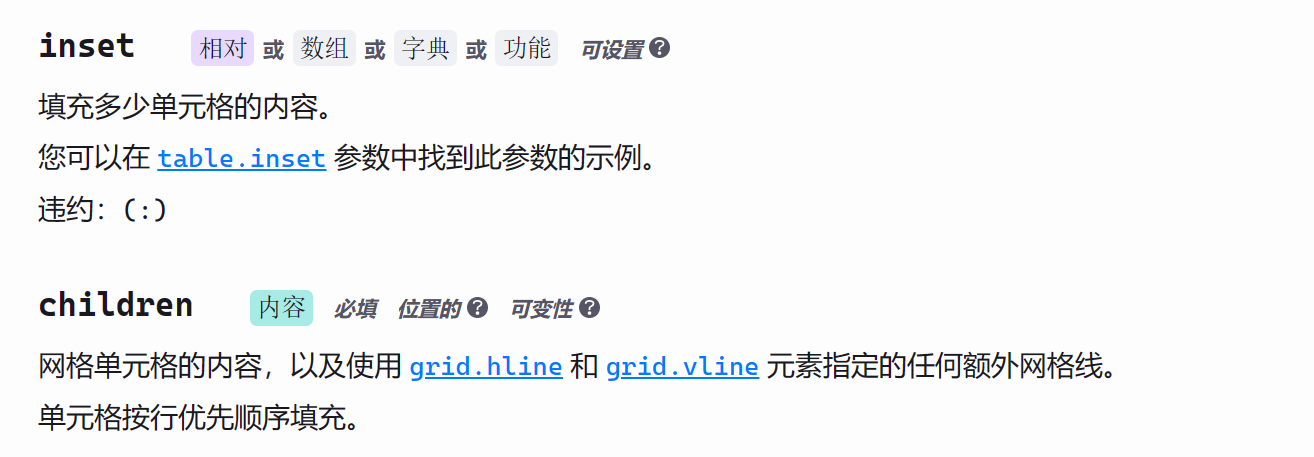 inset 相对 或 数组 或 字典 或 功能 可设置 ?
填充多少单元格的内容。
您可以在 table.inset 参数中找到此参数的示例。
违约：(:)
children 内容 必填 位置的 ? 可变性 ?
网格单元格的内容，以及使用 grid.hline 和 grid.vline 元素指定的任何额外网格线。
单元格按行优先顺序填充。